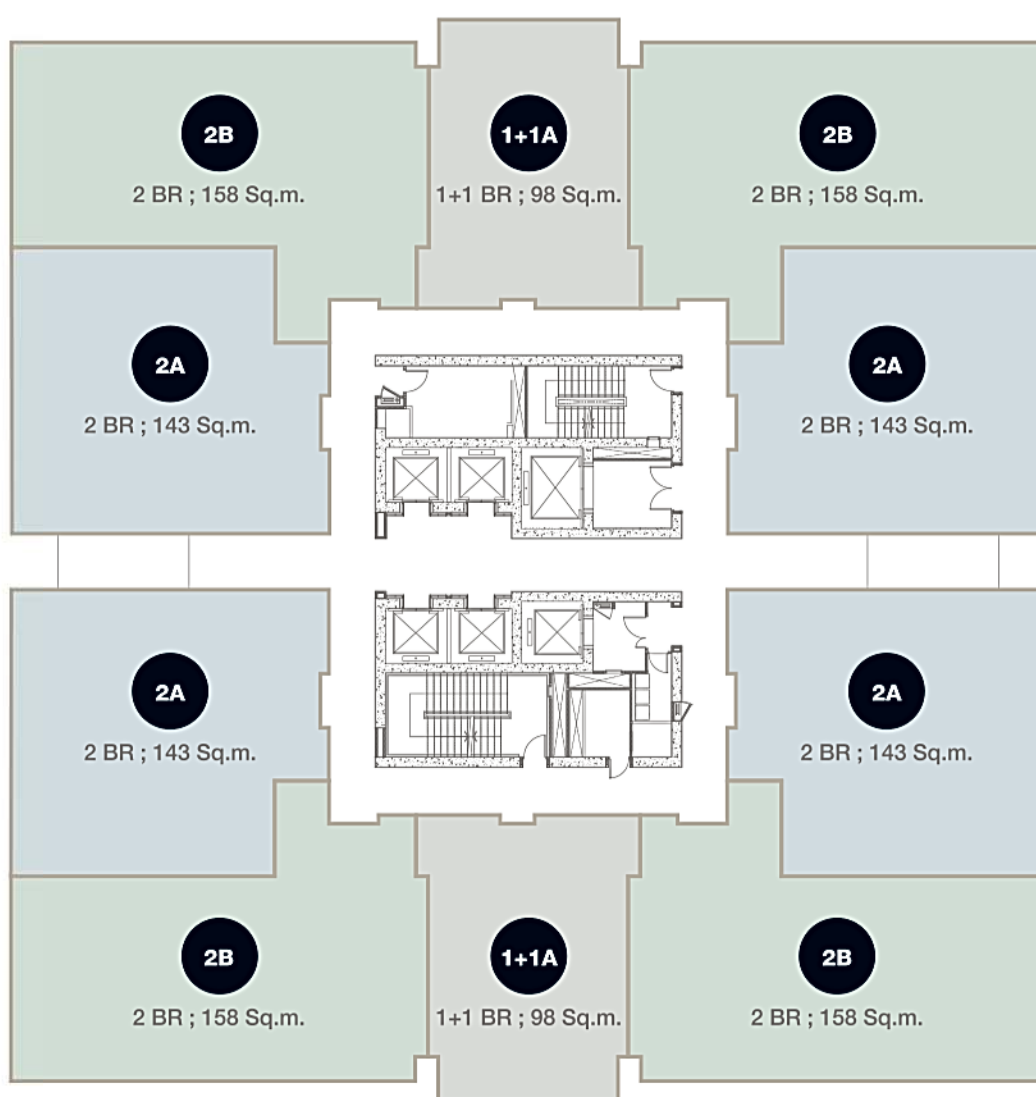 2B
2 BR ; 158 Sq.m.
1+1A
1+1 BR ; 98 Sq.m.
2B
2 BR ; 158 Sq.m.
2A
2 BR ; 143 Sq.m.
2A
2 BR ; 143 Sq.m.
2A
2 BR ; 143 Sq.m.
2A
2 BR ; 143 Sq.m.
2B
2 BR ; 158 Sq.m.
1+1A
1+1 BR ; 98 Sq.m.
2B
2 BR ; 158 Sq.m.